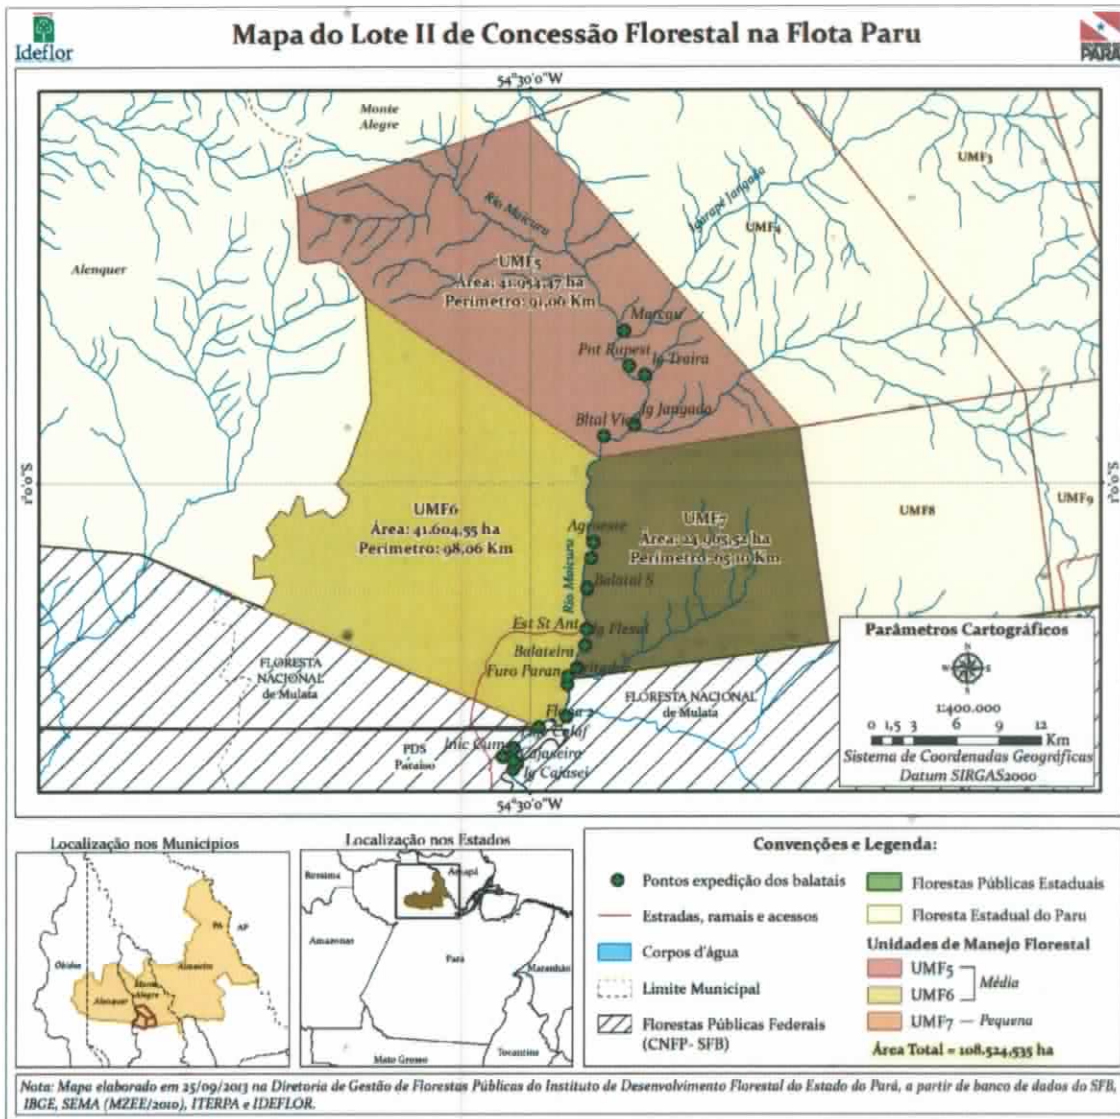 Ideflor
Mapa do Lote II de Concessão Florestal na Flota Paru
PARÁ
54°30'0"W
Monte
Alegre
UMF3
Igarapé Jangada
UMF4
Rio Maicuru
Alenquer
UMF5
Área: 41.954,47 ha
Perímetro: 91,06 Km
Marcau
Pnt Rupest
Ig Traira
Ig Jangada
1°0'0"S
1°0'0"S
UMF6
Área: 41.604,55 ha
Perímetro: 98,06 Km
UMF7
Área: 24.965,52 ha
Perímetro: 65,10 Km
UMF8
UMF9
Rio Maicuru
Balatal S
Est St Ant
Balateira
Furo Paran
FLORESTA
NACIONAL
de Mulata
FLORESTA NACIONAL
de Mulata
PDS
Paraiso
Cajaseiro
Ig Cajasei
54°30'0"W
Parâmetros Cartográficos
N
W
S
1:400.000
0 1,5 3 6 9 12
Km
Sistema de Coordenadas Geográficas
Datum SIRGAS2000
Localização nos Municípios
PA
AP
Óbidos
Almeirim
Monte
Alegre
Alenquer
Localização nos Estados
Roraima
Amapá
Amazonas
Pará
Maranhão
Mato Grosso
Tocantins
Convenções e Legenda:
Pontos expedição dos balatais
Estradas, ramais e acessos
Corpos d'água
Limite Municipal
Florestas Públicas Federais
(CNFP- SFB)
Florestas Públicas Estaduais
Floresta Estadual do Paru
Unidades de Manejo Florestal
UMF5
UMF6
Média
UMF7 — Pequena
Área Total = 108.524,535 ha
Nota: Mapa elaborado em 25/09/2013 na Diretoria de Gestão de Florestas Públicas do Instituto de Desenvolvimento Florestal do Estado do Pará, a partir de banco de dados do SFB,
IBGE, SEMA (MZEE/2010), ITERPA e IDEFLOR.